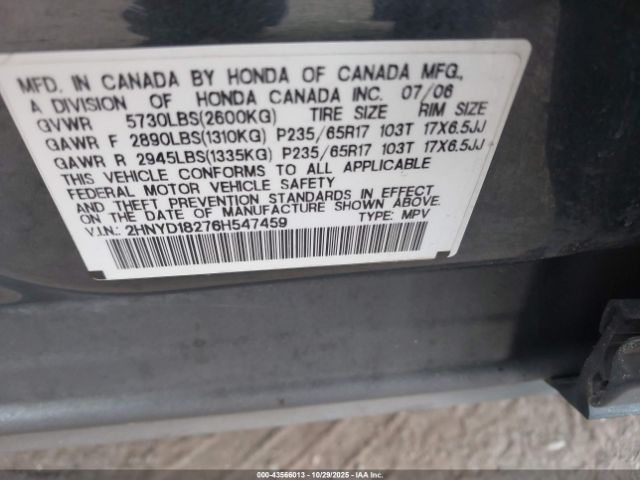 MFD. IN CANADA BY HONDA OF CANADA MFG.,
A DIVISION OF HONDA CANADA INC. 07/06
GVWR 5730LBS(2600KG) TIRE SIZE RIM SIZE
GAWR F 2890LBS(1310KG) P235/65R17 103T 17X6.5JJ
GAWR R 2945LBS(1335KG) P235/65R17 103T 17X6.5JJ
THIS VEHICLE CONFORMS TO ALL APPLICABLE
FEDERAL MOTOR VEHICLE SAFETY
AND THEFT PREVENTION STANDARDS IN EFFECT
ON THE DATE OF MANUFACTURE SHOWN ABOVE.
V.I.N.: 2HNYD18276H547459 TYPE: MPV
000-43566013 - 10/29/2025 - IAAI.com